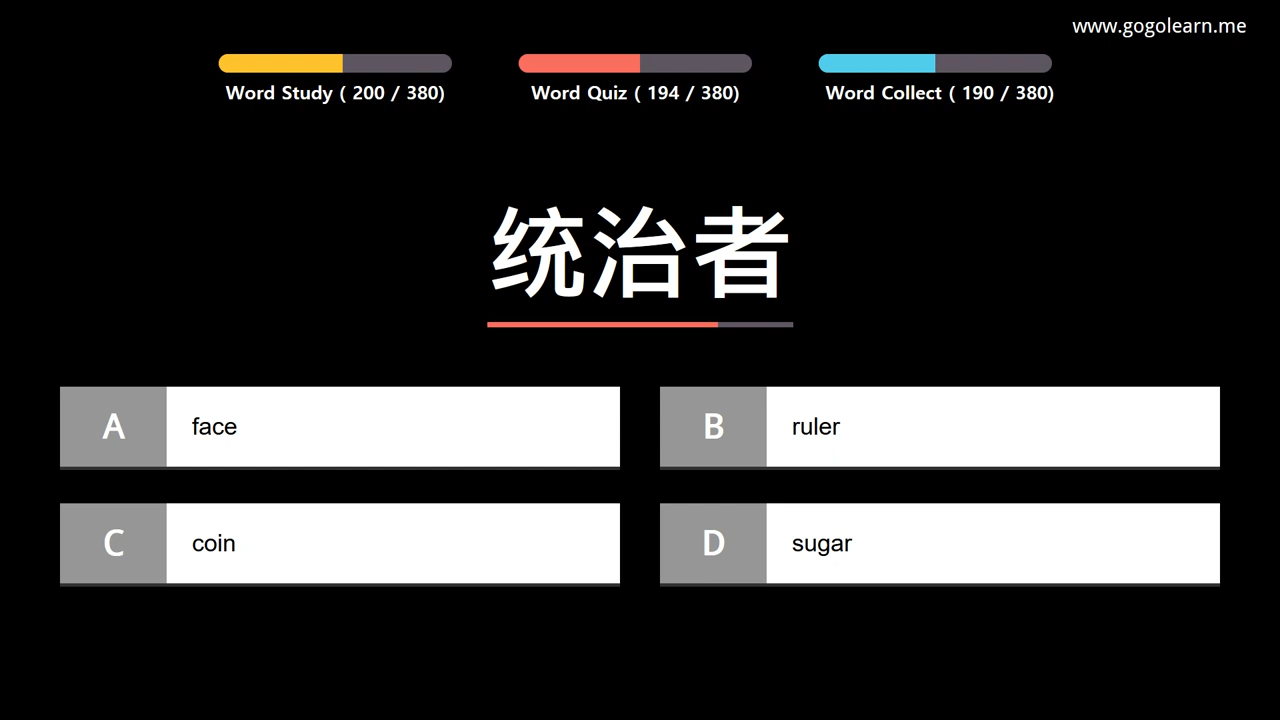 www.gogolearn.me
Word Study ( 200 / 380)
Word Quiz ( 194 / 380)
Word Collect ( 190 / 380)
统治者
A face
B ruler
C coin
D sugar